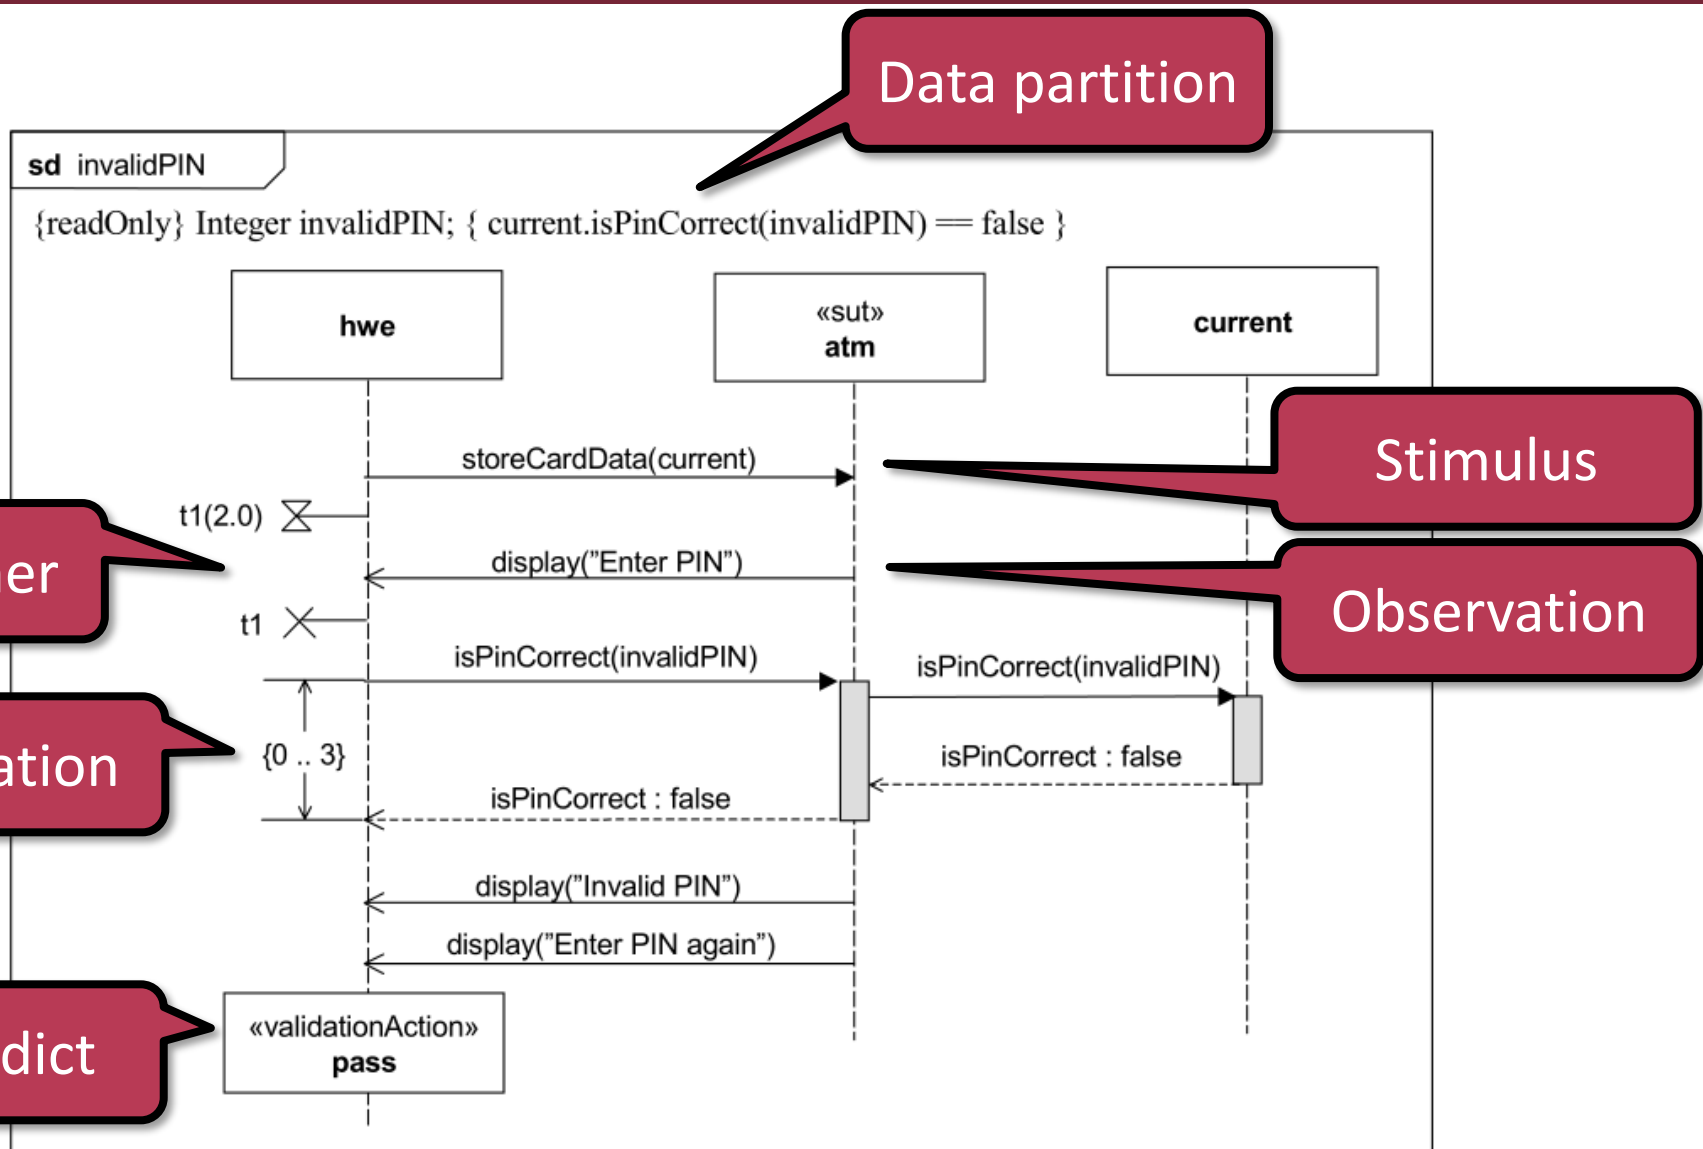 Data partition
sd invalidPIN
{readOnly} Integer invalidPIN; { current.isPinCorrect(invalidPIN) == false }
hwe
«sut»
atm
current
storeCardData(current)
Stimulus
t1(2.0)
er
display("Enter PIN")
Observation
t1
isPinCorrect(invalidPIN)
isPinCorrect(invalidPIN)
ation
{0 .. 3}
isPinCorrect : false
isPinCorrect : false
display("Invalid PIN")
display("Enter PIN again")
dict
«validationAction»
pass